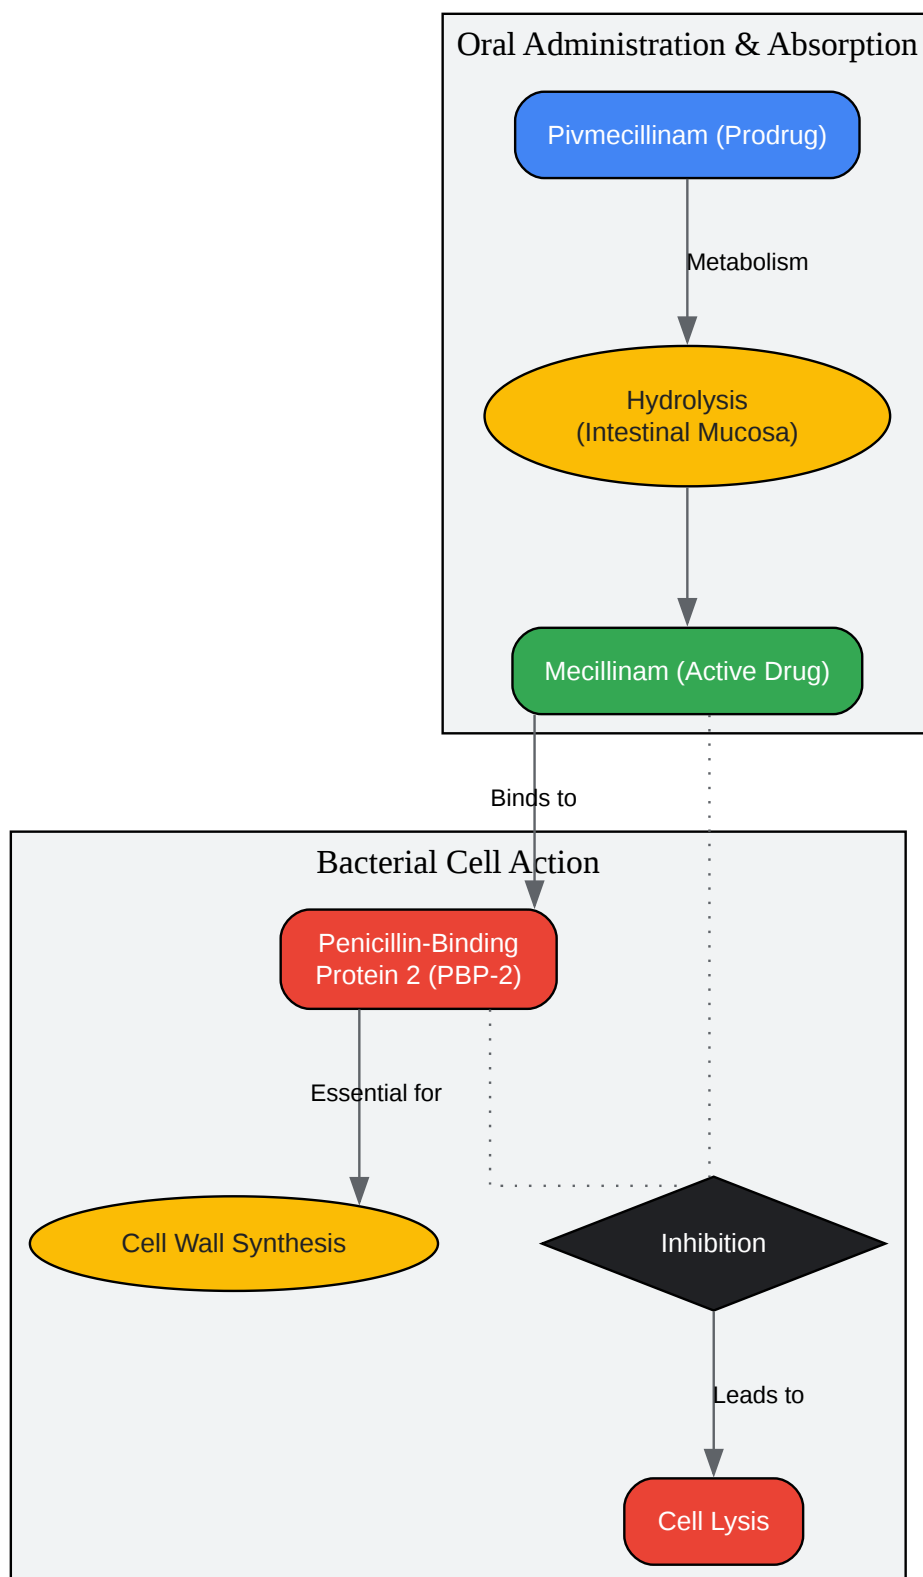 Oral Administration & Absorption
Pivmecillinam (Prodrug)
Metabolism
Hydrolysis
(Intestinal Mucosa)
Mecillinam (Active Drug)
Binds to
Bacterial Cell Action
Penicillin-Binding
Protein 2 (PBP-2)
Essential for
Cell Wall Synthesis
Inhibition
Leads to
Cell Lysis